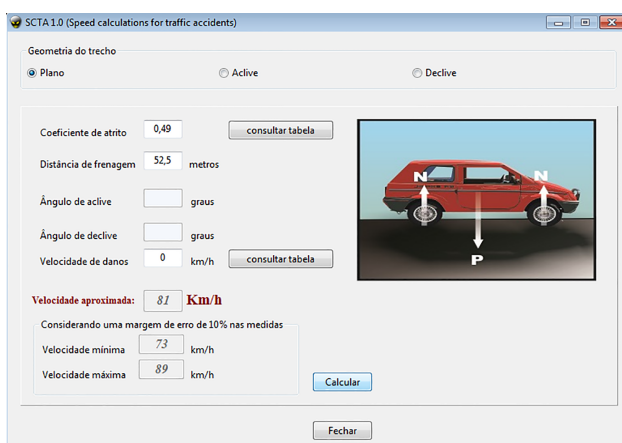 SCTA 1.0 (Speed calculations for traffic accidents)
Geometria do trecho
Plano Aclive Declive
Coeficiente de atrito 0,49 consultar tabela
Distância de frenagem 52,5 metros
Ângulo de aclive graus
Ângulo de declive graus
Velocidade de danos 0 km/h consultar tabela
N N
P
Velocidade aproximada: 81 Km/h
Considerando uma margem de erro de 10% nas medidas
Velocidade mínima 73 km/h
Velocidade máxima 89 km/h
Calcular
Fechar